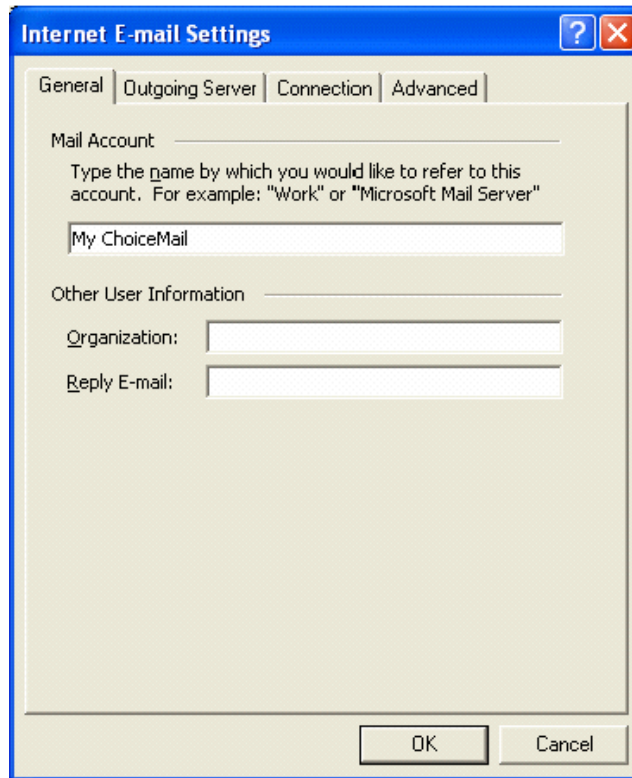 Internet E-mail Settings
General Outgoing Server Connection Advanced
Mail Account
Type the name by which you would like to refer to this
account. For example: "Work" or "Microsoft Mail Server"
My ChoiceMail
Other User Information
Organization:
Reply E-mail:
OK Cancel